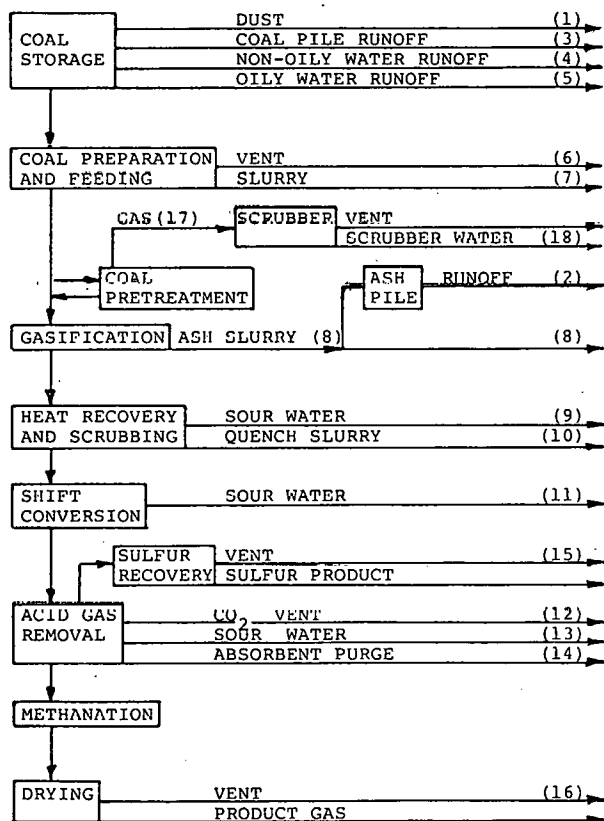 DUST (1)
COAL PILE RUNOFF (3)
COAL STORAGE
NON-OILY WATER RUNOFF (4)
OILY WATER RUNOFF (5)
COAL PREPARATION AND FEEDING
VENT (6)
SLURRY (7)
GAS (17)
SCRUBBER
VENT
SCRUBBER WATER (18)
COAL PRETREATMENT
ASH PILE
RUNOFF (2)
GASIFICATION
ASH SLURRY (8) (8)
HEAT RECOVERY AND SCRUBBING
SOUR WATER (9)
QUENCH SLURRY (10)
SHIFT CONVERSION
SOUR WATER (11)
SULFUR RECOVERY
VENT (15)
SULFUR PRODUCT
ACID GAS REMOVAL
CO2 VENT (12)
SOUR WATER (13)
ABSORBENT PURGE (14)
METHANATION
DRYING
VENT (16)
PRODUCT GAS